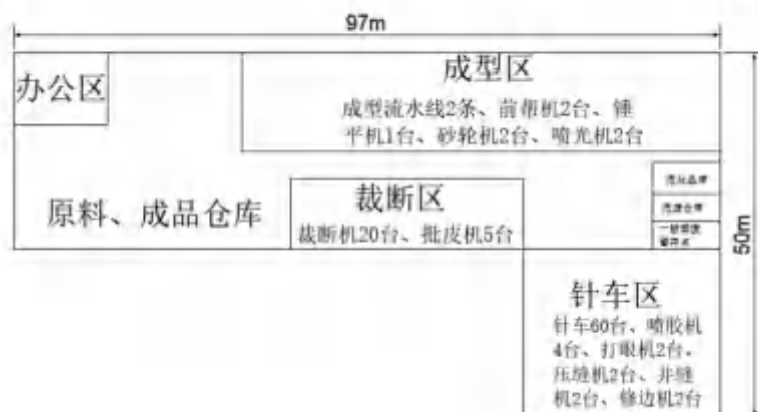 97m
办公区
成型区
成型流水线2条、前帮机2台、锤
平机1台、砂轮机2台、喷光机2台
原料、成品仓库
裁断区
裁断机20台、批皮机5台
50m
针车区
针车60台、喷胶机
4台、打眼机2台、
压缝机2台、并缝
机2台、修边机2台